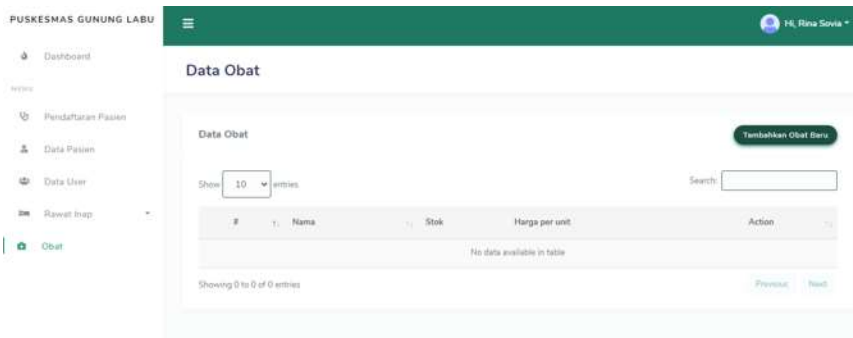 PUSKESMAS GUNUNG LABU
Hi, Rina Sovia
Dashboard
MENU
Pendaftaran Pasien
Data Pasien
Data User
Rawat Inap
Obat
Data Obat
Data Obat
Tambahkan Obat Baru
Show 10 entries
Search:
# Nama Stok Harga per unit Action
No data available in table
Showing 0 to 0 of 0 entries
Previous Next